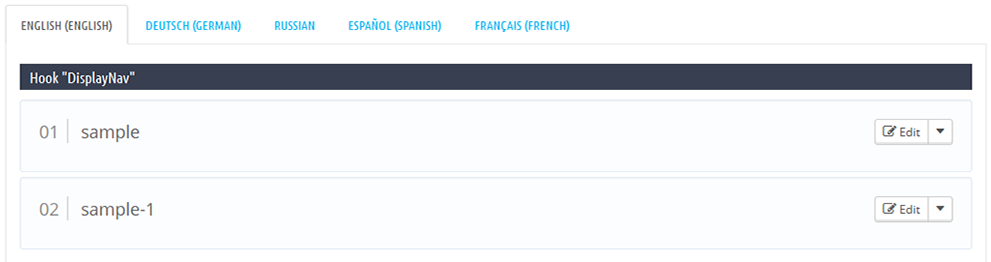 ENGLISH (ENGLISH) DEUTSCH (GERMAN) RUSSIAN ESPAÑOL (SPANISH) FRANÇAIS (FRENCH)
Hook "DisplayNav"
01 sample Edit
02 sample-1 Edit